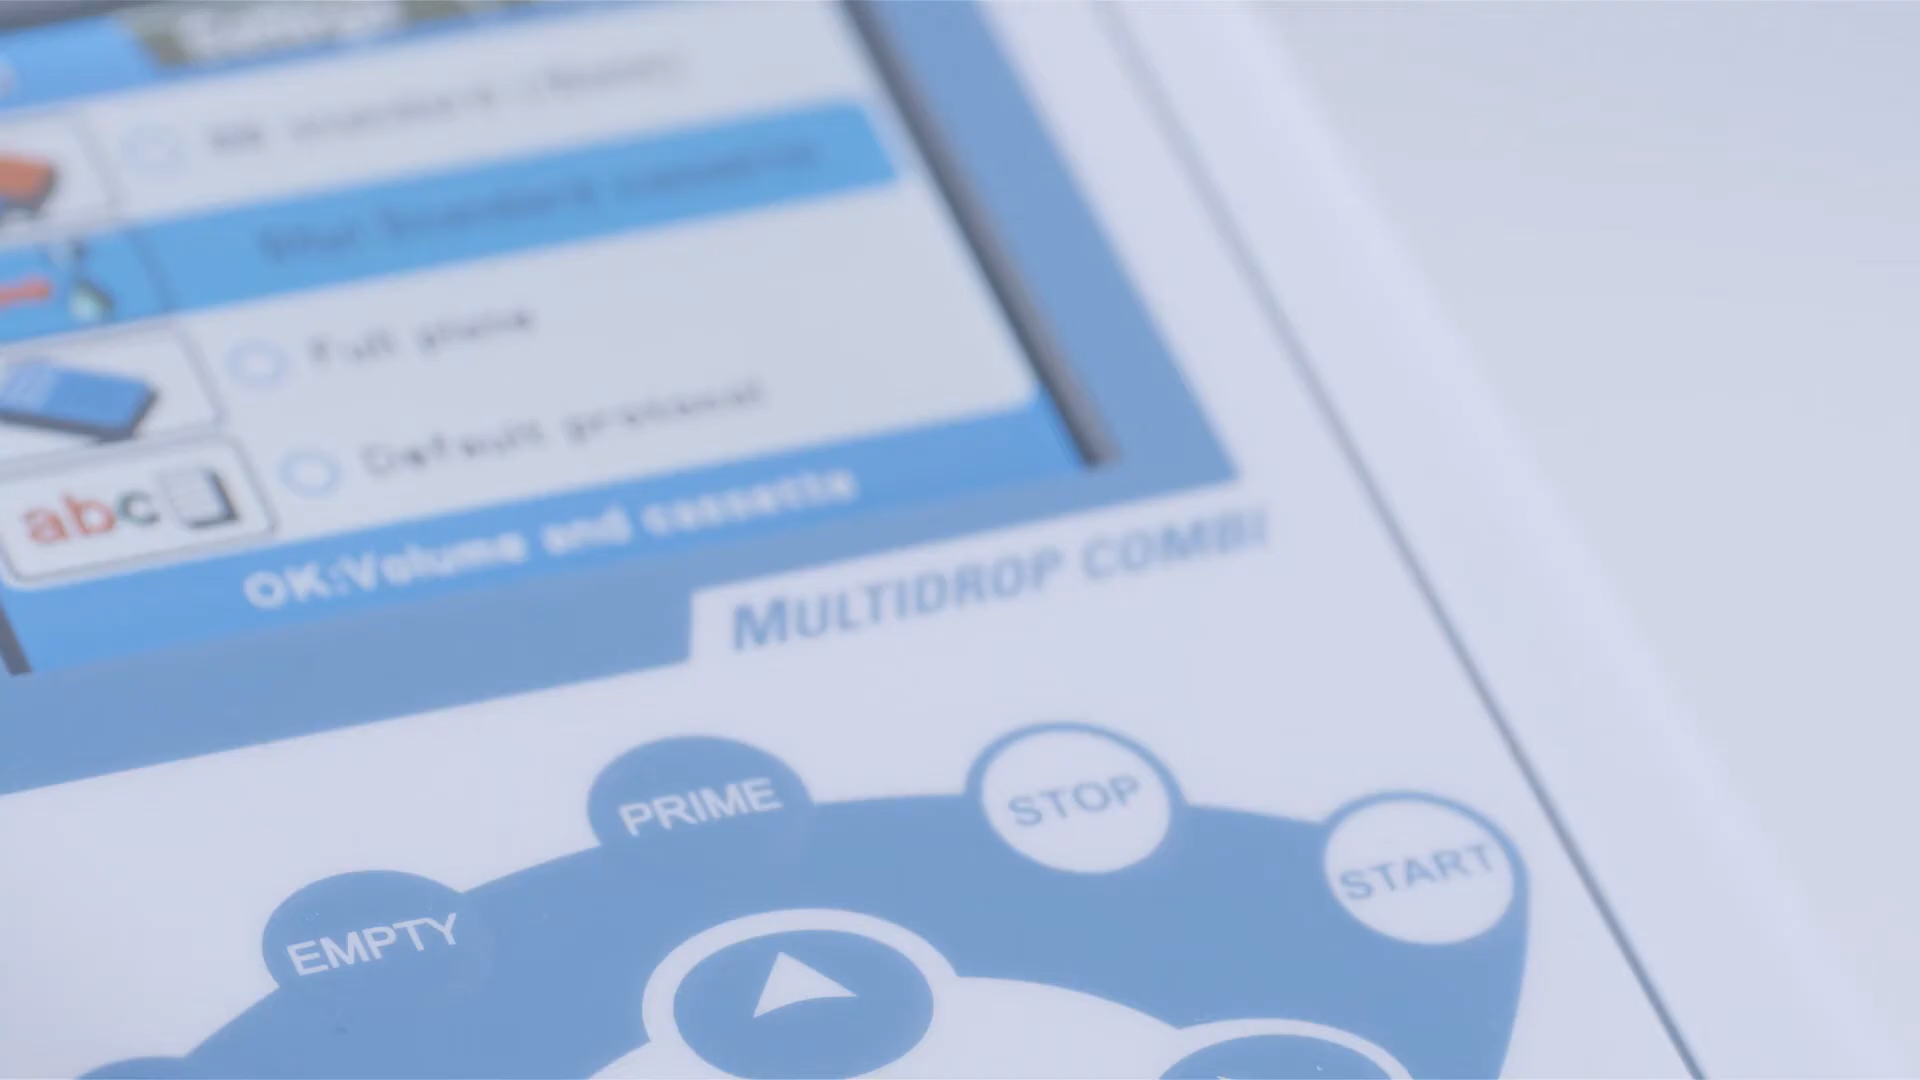 Full plate
Default protocol
abc
OK:Volume and cassette
MULTIDROP COMBI
PRIME
STOP
START
EMPTY